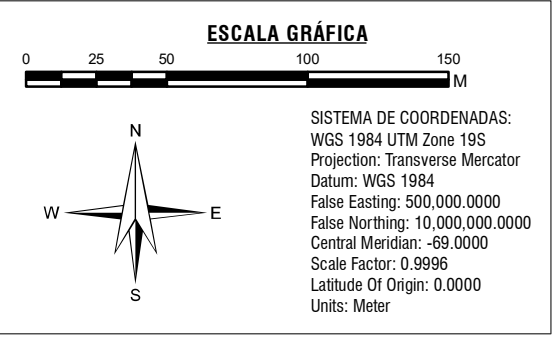 ESCALA GRÁFICA
0 25 50 100 150
M
N
W E
S
SISTEMA DE COORDENADAS:
WGS 1984 UTM Zone 19S
Projection: Transverse Mercator
Datum: WGS 1984
False Easting: 500,000.0000
False Northing: 10,000,000.0000
Central Meridian: -69.0000
Scale Factor: 0.9996
Latitude Of Origin: 0.0000
Units: Meter